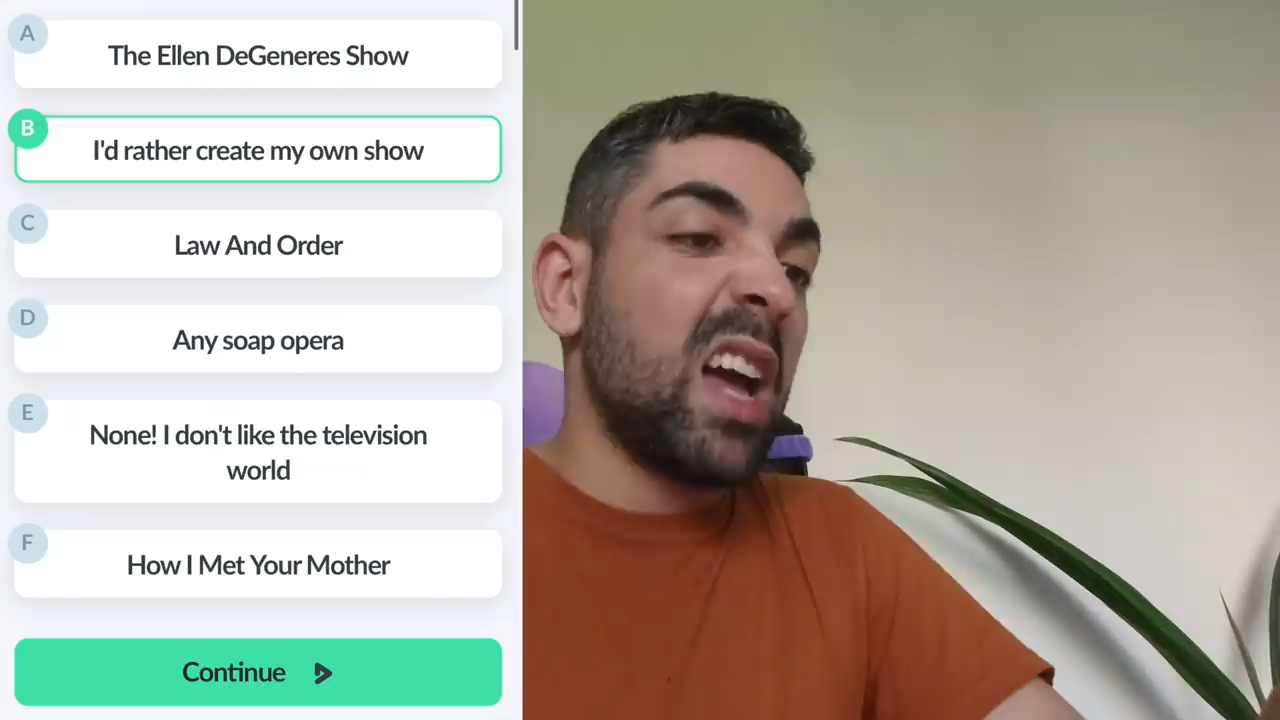 A
The Ellen DeGeneres Show
B
I'd rather create my own show
C
Law And Order
D
Any soap opera
E
None! I don't like the television
world
F
How I Met Your Mother
Continue